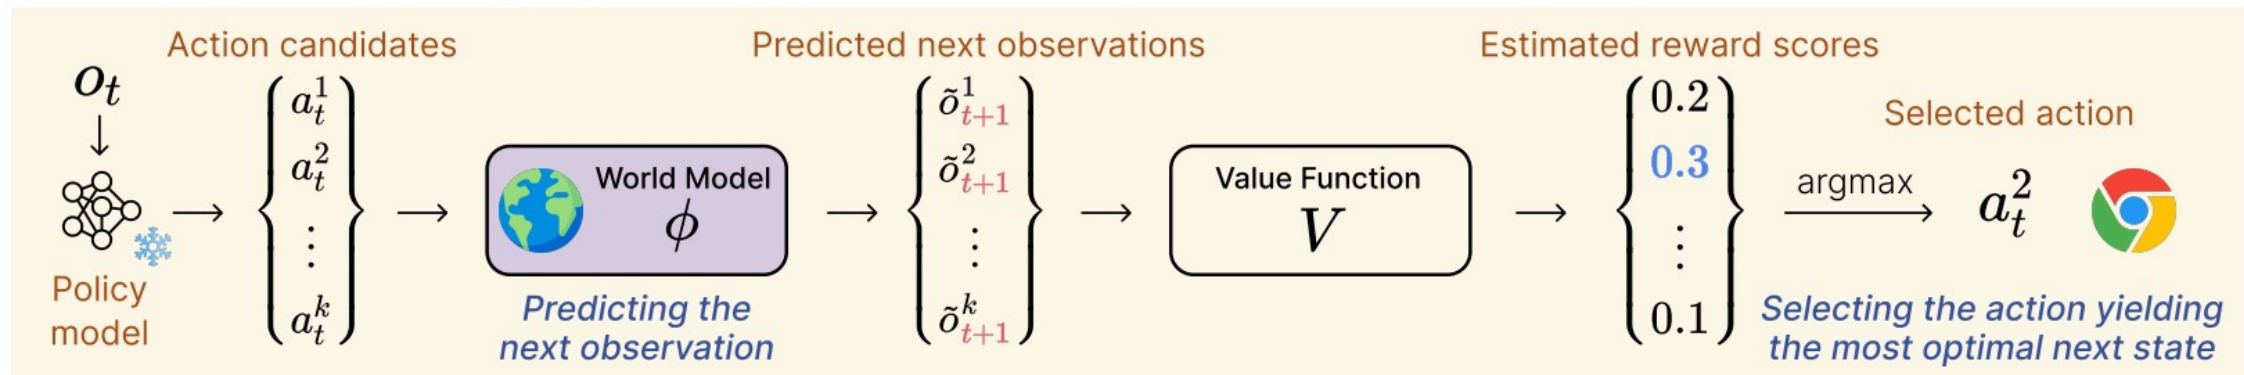 Action candidates
Predicted next observations
Estimated reward scores
Selected action
o_t
Policy
model
a_t^1
a_t^2
⋮
a_t^k
World Model
ϕ
Predicting the
next observation
õ_{t+1}^1
õ_{t+1}^2
⋮
õ_{t+1}^k
Value Function
V
0.2
0.3
⋮
0.1
argmax
a_t^2
Selecting the action yielding
the most optimal next state